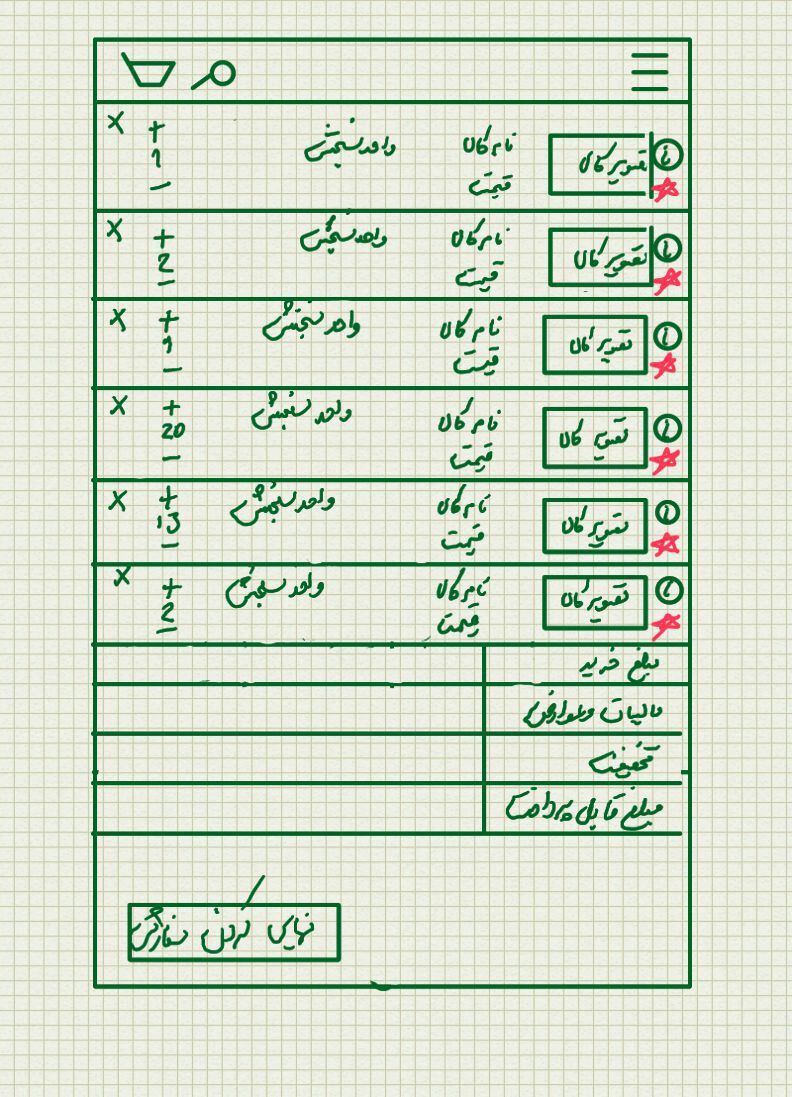 i
تصویر کالا
نام کالا
قیمت
واحد سنجش
+
1
-
X
i
تصویر کالا
نام کالا
قیمت
واحد سنجش
+
2
-
X
i
تصویر کالا
نام کالا
قیمت
واحد سنجش
+
1
-
X
i
تصویر کالا
نام کالا
قیمت
واحد سنجش
+
20
-
X
i
تصویر کالا
نام کالا
قیمت
واحد سنجش
+
13
-
X
i
تصویر کالا
نام کالا
قیمت
واحد سنجش
+
2
-
X
مبلغ خرید
مالیات و عوارض
تخفیف
مبلغ قابل پرداخت
نهایی کردن سفارش